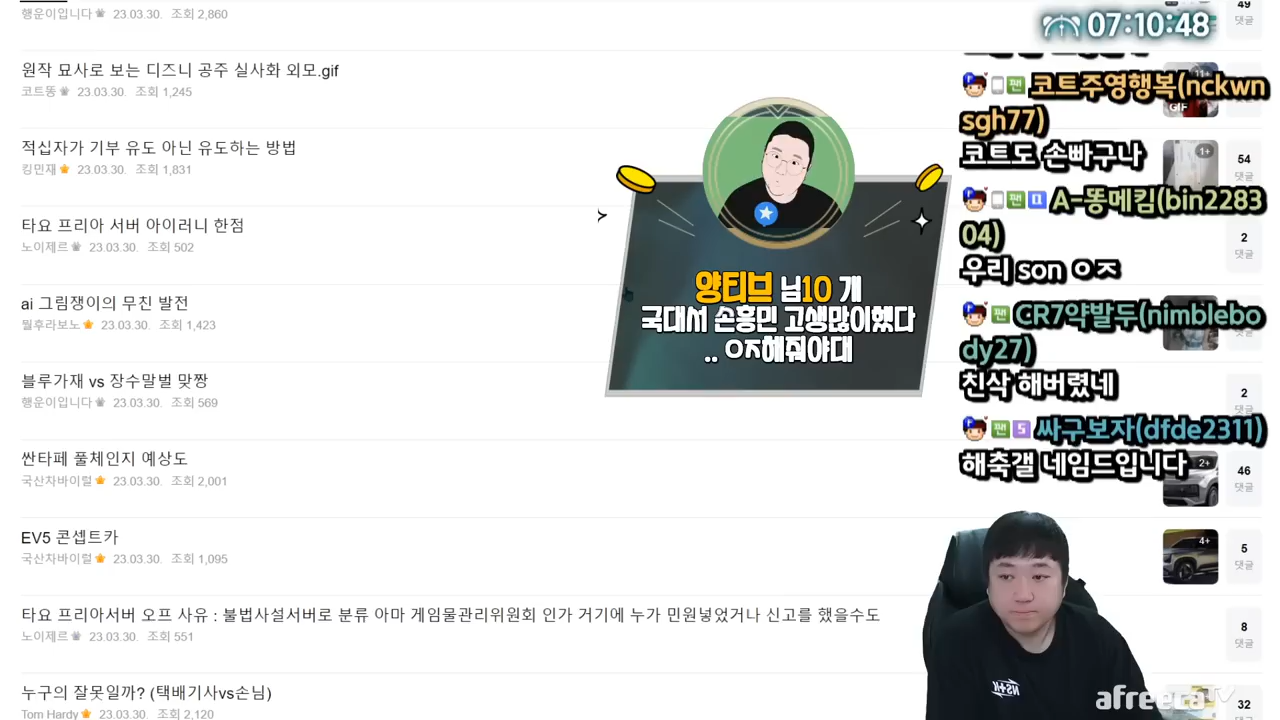 행운이입니다 23.03.30. 조회 2,860
49
댓글
원작 묘사로 보는 디즈니 공주 실사화 외모.gif
코트똥 23.03.30. 조회 1,245
11+
GIF
적십자가 기부 유도 아닌 유도하는 방법
킹민재 23.03.30. 조회 1,831
1+
54
댓글
타요 프리아 서버 아이러니 한점
노이제르 23.03.30. 조회 502
2
댓글
ai 그림쟁이의 무친 발전
뭘후라보노 23.03.30. 조회 1,423
블루가재 vs 장수말벌 맞짱
행운이입니다 23.03.30. 조회 569
2
댓글
싼타페 풀체인지 예상도
국산차바이럴 23.03.30. 조회 2,001
2+
46
댓글
EV5 콘셉트카
국산차바이럴 23.03.30. 조회 1,095
4+
5
댓글
타요 프리아서버 오프 사유 : 불법사설서버로 분류 아마 게임물관리위원회 인가 거기에 누가 민원넣었거나 신고를 했을수도
노이제르 23.03.30. 조회 551
8
댓글
누구의 잘못일까? (택배기사vs손님)
Tom Hardy 23.03.30. 조회 2,120
32
양티브 님10 개
국대서 손흥민 고생많이했다
.. ㅇㅈ해줘야대
07:10:48
코트주영행복(nckwn
sgh77)
코트도 손빠구나
A-똥메킴(bin2283
04)
우리 son ㅇㅈ
CR7약발두(nimblebo
dy27)
친삭 해버렸네
싸구보자(dfde2311)
해축갤 네임드입니다
afreecaTV